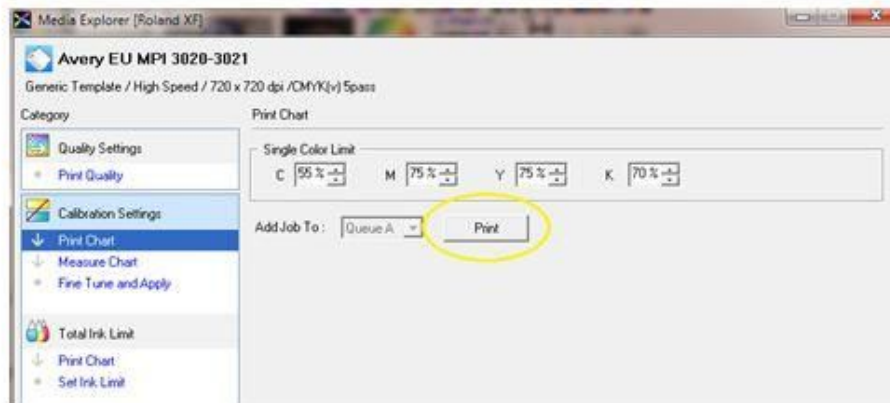 Media Explorer [Roland XF]
Avery EU MPI 3020-3021
Generic Template / High Speed / 720 x 720 dpi /CMYK(v) 5pass
Category
Print Chart
Quality Settings
Print Quality
Single Color Limit
C 55 % M 75 % Y 75 % K 70 %
Calibration Settings
Print Chart
Measure Chart
Fine Tune and Apply
Add Job To : Queue A Print
Total Ink Limit
Print Chart
Set Ink Limit